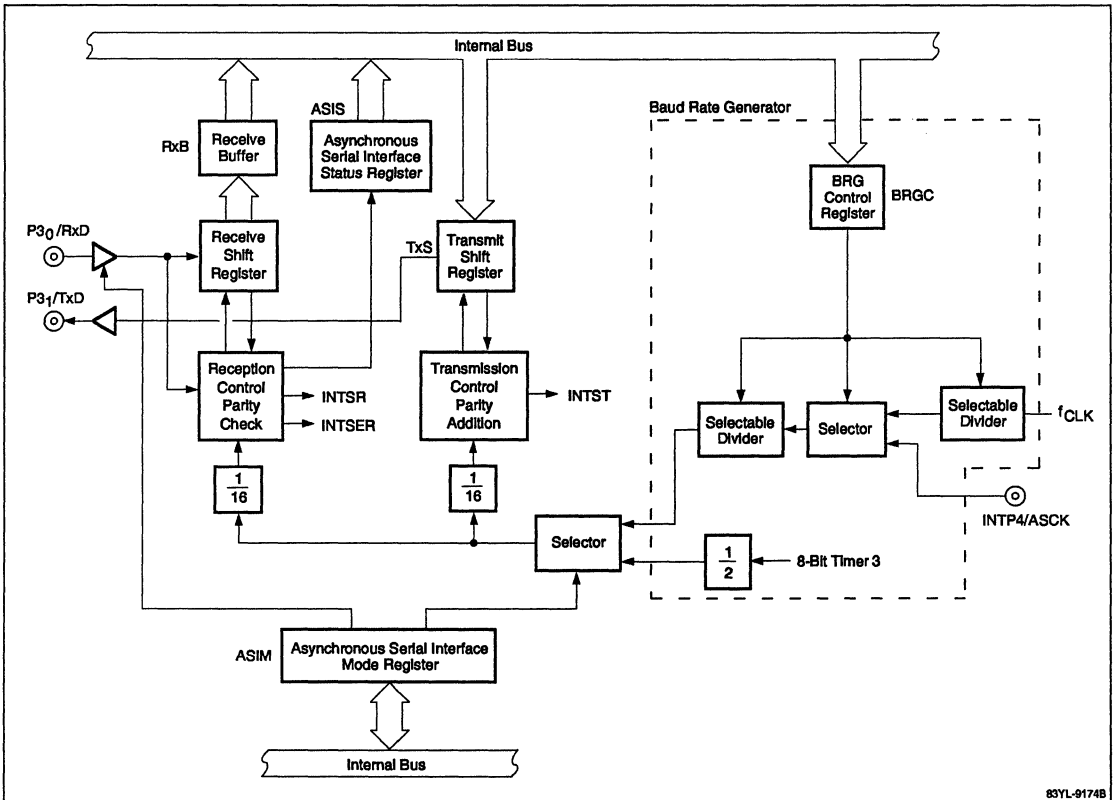 Internal Bus
Baud Rate Generator
ASIS
RxB
Receive
Buffer
Asynchronous
Serial Interface
Status Register
BRG
Control
Register
BRGC
P30/RxD
Receive
Shift
Register
TxS
Transmit
Shift
Register
P31/TxD
Reception
Control
Parity
Check
INTSR
INTSER
Transmission
Control
Parity
Addition
INTST
Selectable
Divider
Selector
Selectable
Divider
fCLK
1
16
1
16
INTP4/ASCK
Selector
1
2
8-Bit Timer 3
ASIM
Asynchronous Serial Interface
Mode Register
Internal Bus
83YL-9174B